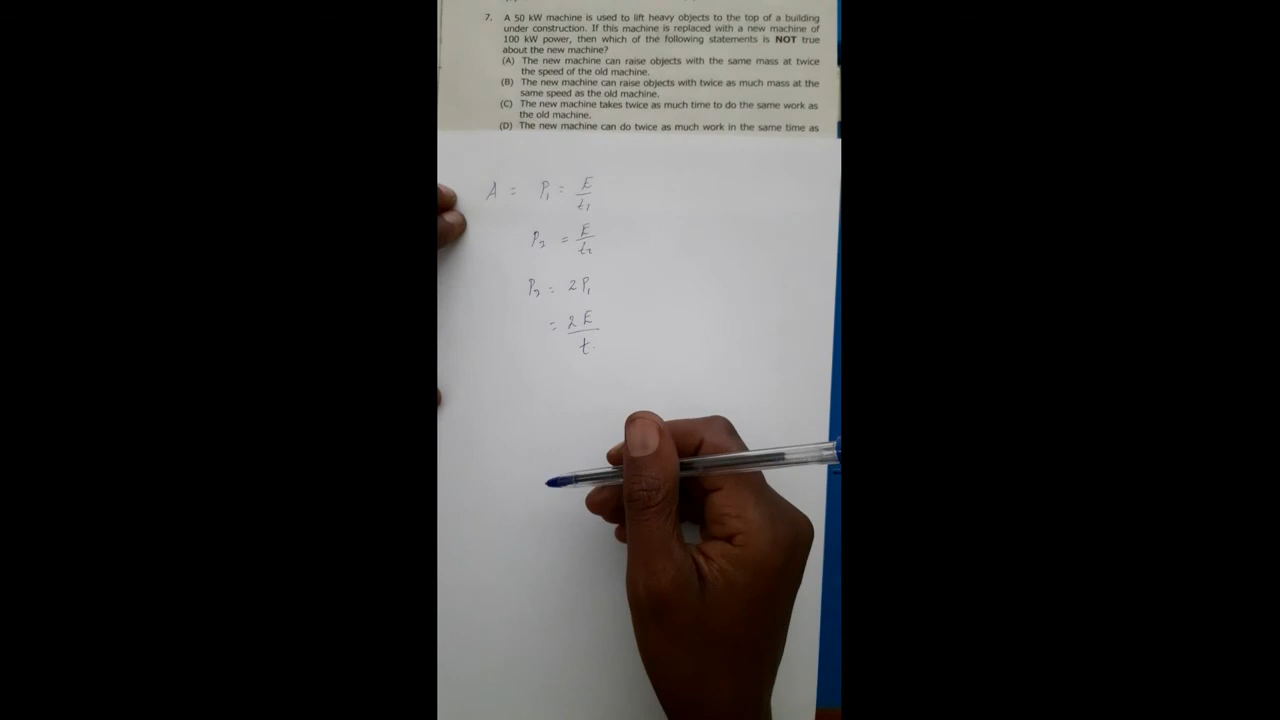 7. A 50 kW machine is used to lift heavy objects to the top of a building
under construction. If this machine is replaced with a new machine of
100 kW power, then which of the following statements is NOT true
about the new machine?
(A) The new machine can raise objects with the same mass at twice
the speed of the old machine.
(B) The new machine can raise objects with twice as much mass at the
same speed as the old machine.
(C) The new machine takes twice as much time to do the same work as
the old machine.
(D) The new machine can do twice as much work in the same time as
A = P₁ = E/t₁
P₂ = E/t₂
P₂ = 2P₁
= 2E/t